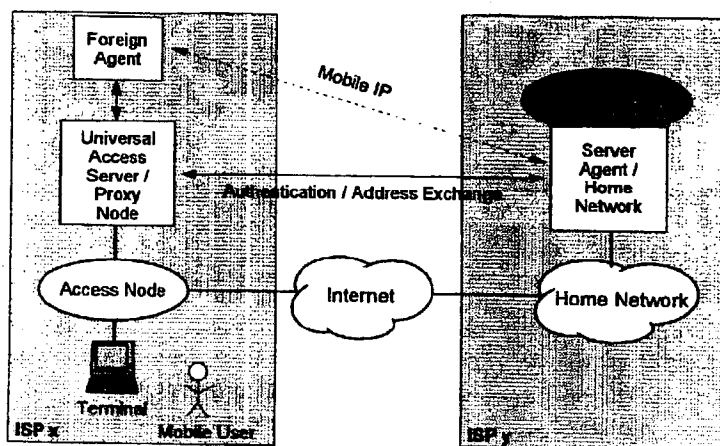 Foreign
Agent
Mobile IP
Universal
Access
Server /
Proxy
Node
Server
Agent /
Home
Network
Authentication / Address Exchange
Access Node
Internet
Home Network
Terminal
Mobile User
ISP x
ISP y